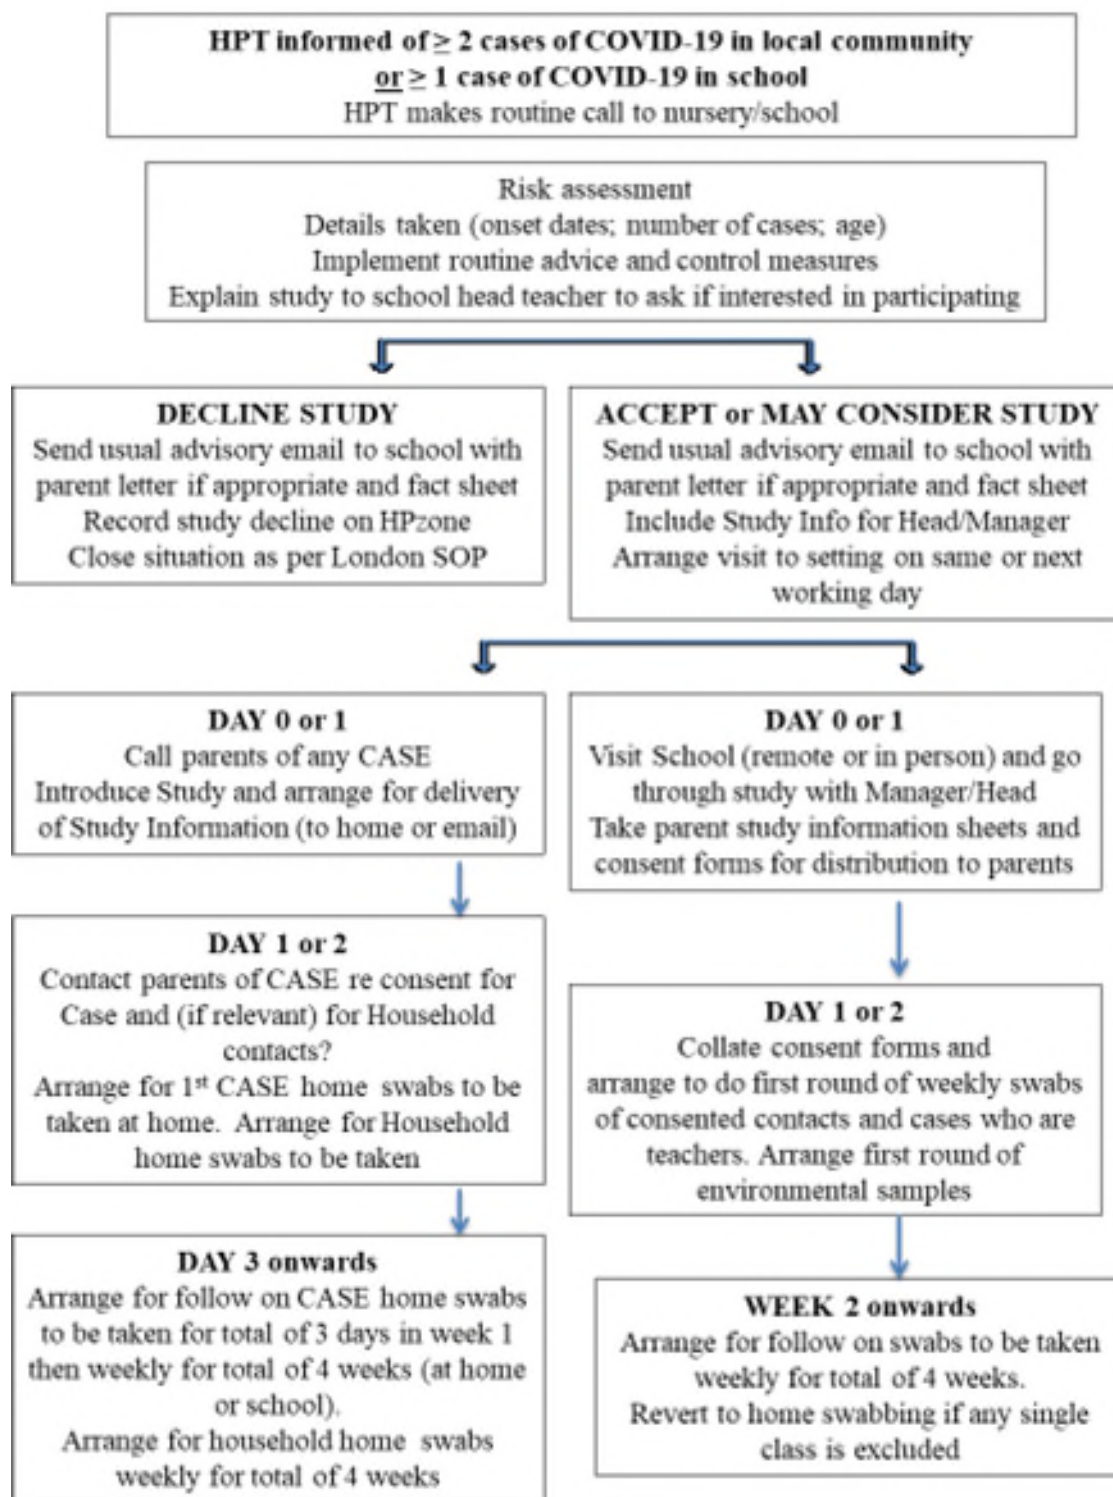 HPT informed of ≥ 2 cases of COVID-19 in local community
or ≥ 1 case of COVID-19 in school
HPT makes routine call to nursery/school
Risk assessment
Details taken (onset dates; number of cases; age)
Implement routine advice and control measures
Explain study to school head teacher to ask if interested in participating
DECLINE STUDY
Send usual advisory email to school with
parent letter if appropriate and fact sheet
Record study decline on HPzone
Close situation as per London SOP
ACCEPT or MAY CONSIDER STUDY
Send usual advisory email to school with
parent letter if appropriate and fact sheet
Include Study Info for Head/Manager
Arrange visit to setting on same or next
working day
DAY 0 or 1
Call parents of any CASE
Introduce Study and arrange for delivery
of Study Information (to home or email)
DAY 0 or 1
Visit School (remote or in person) and go
through study with Manager/Head
Take parent study information sheets and
consent forms for distribution to parents
DAY 1 or 2
Contact parents of CASE re consent for
Case and (if relevant) for Household
contacts?
Arrange for 1st CASE home swabs to be
taken at home. Arrange for Household
home swabs to be taken
DAY 1 or 2
Collate consent forms and
arrange to do first round of weekly swabs
of consented contacts and cases who are
teachers. Arrange first round of
environmental samples
DAY 3 onwards
Arrange for follow on CASE home swabs
to be taken for total of 3 days in week 1
then weekly for total of 4 weeks (at home
or school).
Arrange for household home swabs
weekly for total of 4 weeks
WEEK 2 onwards
Arrange for follow on swabs to be taken
weekly for total of 4 weeks.
Revert to home swabbing if any single
class is excluded